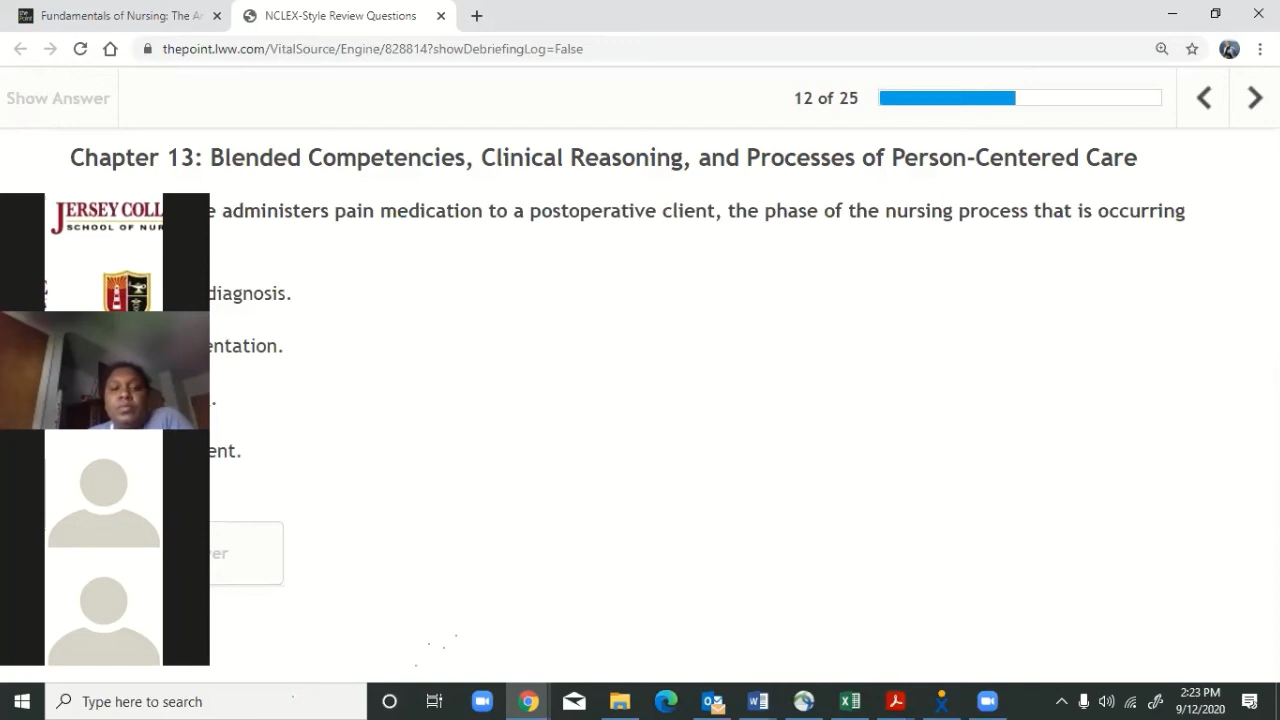 Fundamentals of Nursing: The Ar
NCLEX-Style Review Questions
thepoint.lww.com/VitalSource/Engine/828814?showDebriefingLog=False
Show Answer
12 of 25
Chapter 13: Blended Competencies, Clinical Reasoning, and Processes of Person-Centered Care
e administers pain medication to a postoperative client, the phase of the nursing process that is occurring
JERSEY COLL
SCHOOL OF NUR
diagnosis.
entation.
ent.
er
Type here to search
2:23 PM
9/12/2020